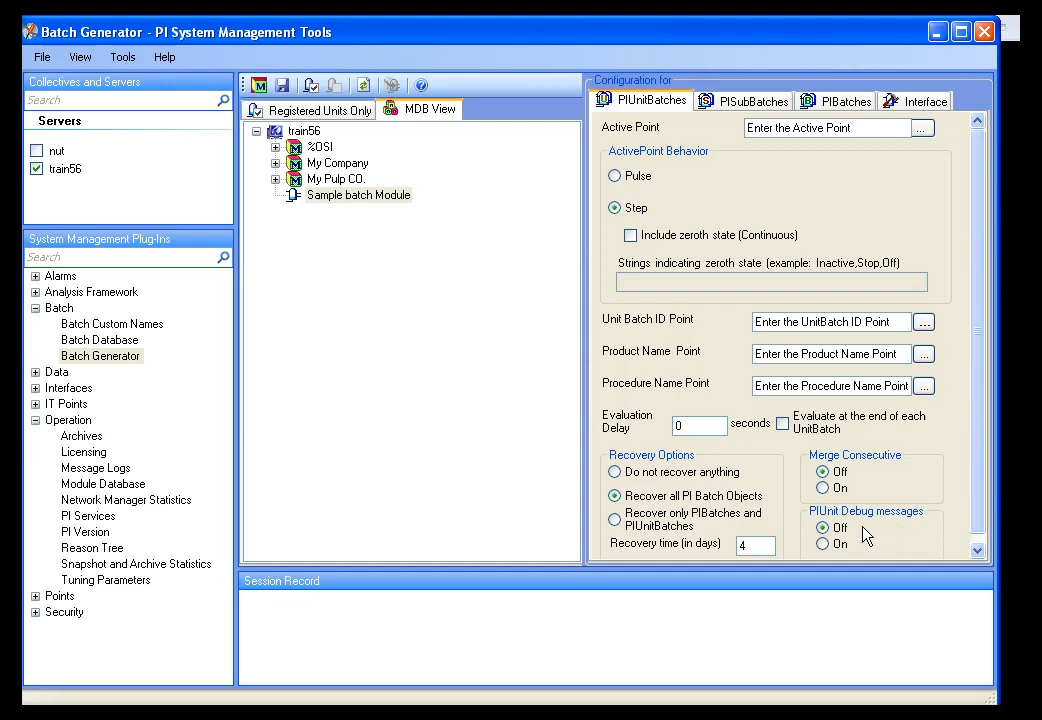 Batch Generator - PI System Management Tools
File View Tools Help
Collectives and Servers
Search
Servers
nut
train56
System Management Plug-Ins
Search
Alarms
Analysis Framework
Batch
Batch Custom Names
Batch Database
Batch Generator
Data
Interfaces
IT Points
Operation
Archives
Licensing
Message Logs
Module Database
Network Manager Statistics
PI Services
PI Version
Reason Tree
Snapshot and Archive Statistics
Tuning Parameters
Points
Security
Registered Units Only MDB View
train56
%OSI
My Company
My Pulp CO.
Sample batch Module
Configuration for
PIUnitBatches PISubBatches PIBatches Interface
Active Point Enter the Active Point ...
ActivePoint Behavior
Pulse
Step
Include zeroth state (Continuous)
Strings indicating zeroth state (example: Inactive,Stop,Off)
Unit Batch ID Point Enter the UnitBatch ID Point ...
Product Name Point Enter the Product Name Point ...
Procedure Name Point Enter the Procedure Name Point ...
Evaluation
Delay 0 seconds Evaluate at the end of each
UnitBatch
Recovery Options
Do not recover anything
Recover all PI Batch Objects
Recover only PIBatches and
PIUnitBatches
Recovery time (in days) 4
Merge Consecutive
Off
On
PIUnit Debug messages
Off
On
Session Record